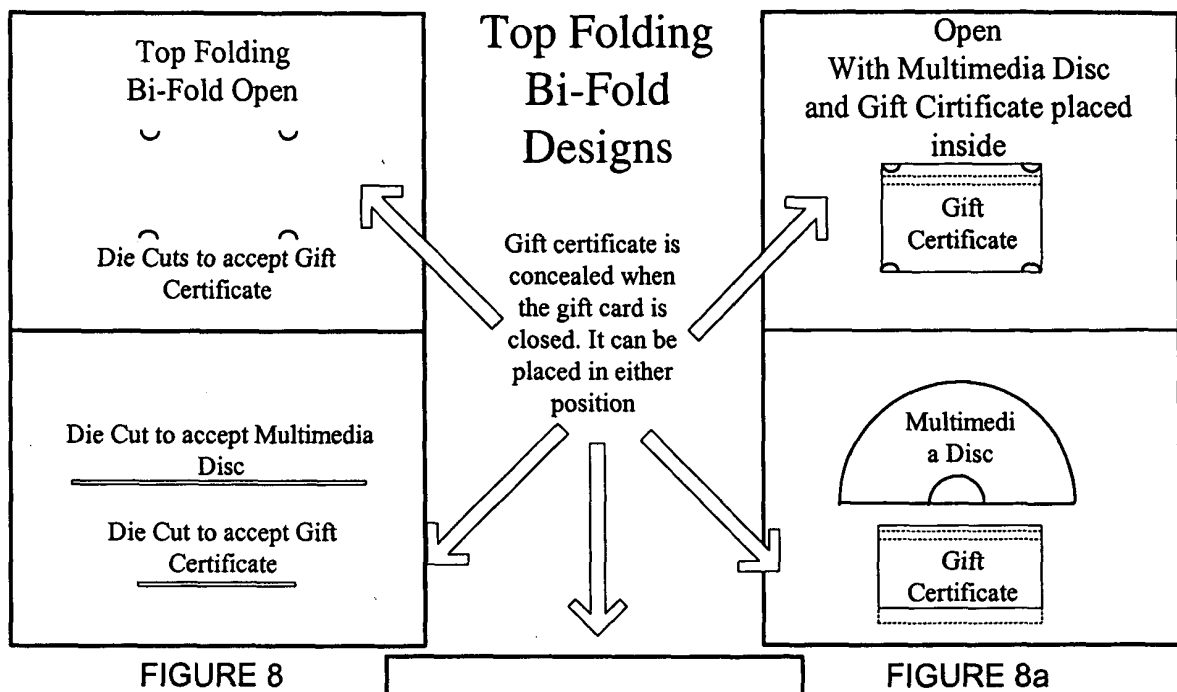 Top Folding
Bi-Fold Open
Die Cuts to accept Gift
Certificate
Die Cut to accept Multimedia
Disc
Die Cut to accept Gift
Certificate
FIGURE 8
Top Folding
Bi-Fold
Designs
Gift certificate is
concealed when
the gift card is
closed. It can be
placed in either
position
Open
With Multimedia Disc
and Gift Cirtificate placed
inside
Gift
Certificate
Multimedi
a Disc
Gift
Certificate
FIGURE 8a